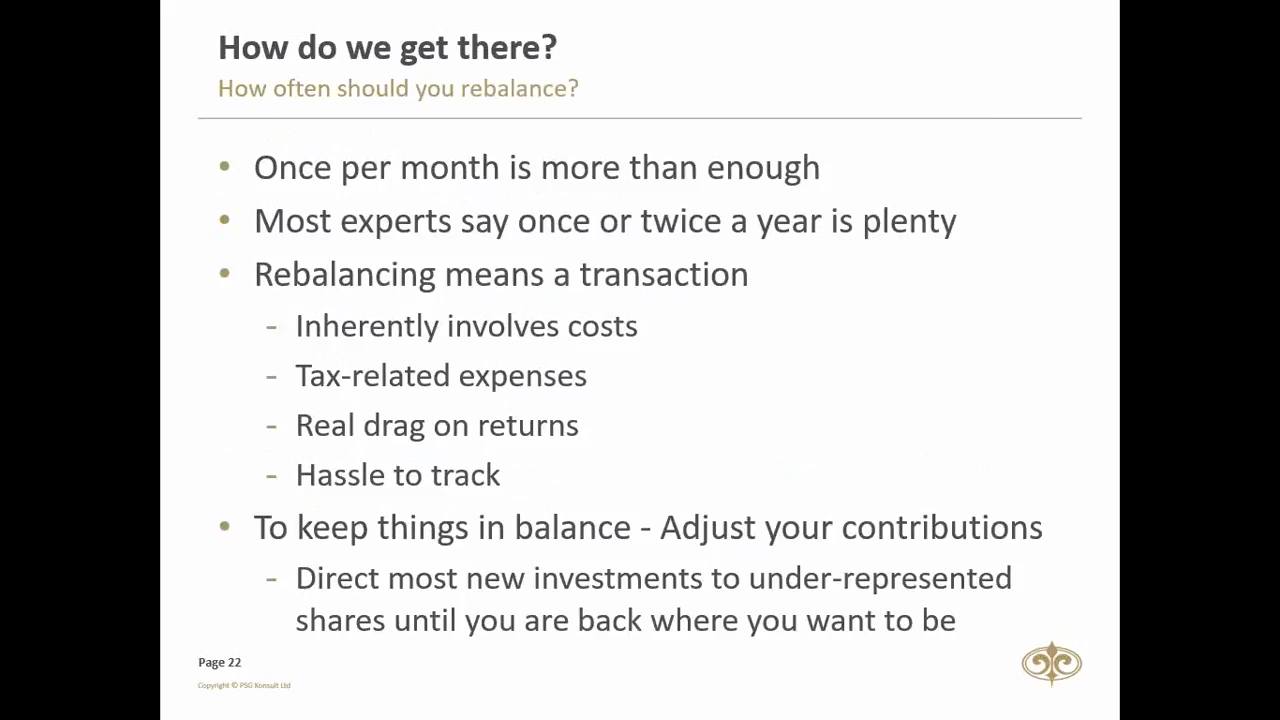 How do we get there?
How often should you rebalance?
• Once per month is more than enough
• Most experts say once or twice a year is plenty
• Rebalancing means a transaction
- Inherently involves costs
- Tax-related expenses
- Real drag on returns
- Hassle to track
• To keep things in balance - Adjust your contributions
- Direct most new investments to under-represented
shares until you are back where you want to be
Page 22
Copyright © PSG Konsult Ltd